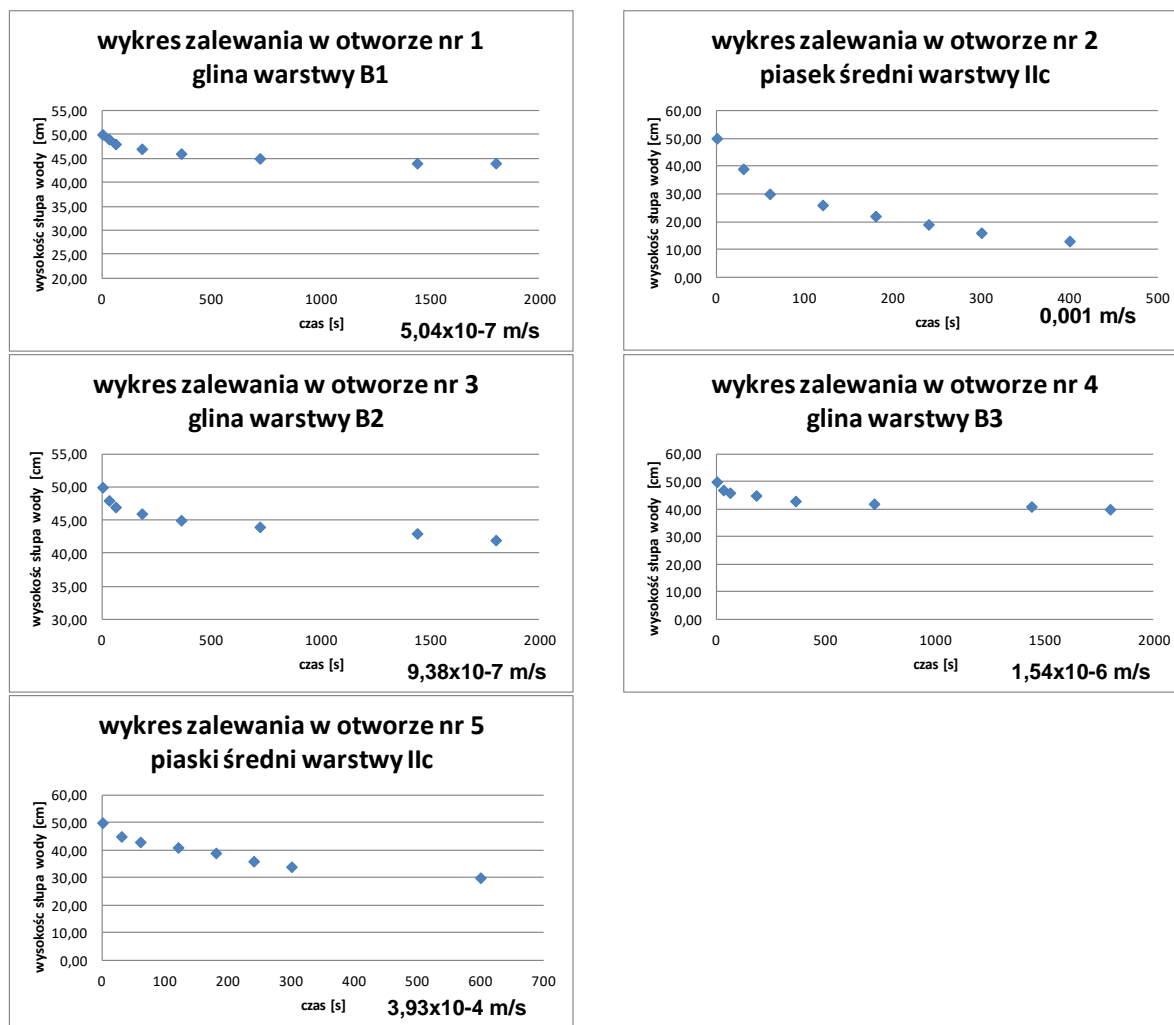 wykres zalewania w otworze nr 1
glina warstwy B1
wysokośc słupa wody [cm]
55,00
50,00
45,00
40,00
35,00
30,00
25,00
20,00
0 500 1000 1500 2000
czas [s]
5,04x10-7 m/s
wykres zalewania w otworze nr 2
piasek średni warstwy IIc
wysokośc słupa wody [cm]
60,00
50,00
40,00
30,00
20,00
10,00
0,00
0 100 200 300 400 500
czas [s]
0,001 m/s
wykres zalewania w otworze nr 3
glina warstwy B2
wysokośc słupa wody [cm]
55,00
50,00
45,00
40,00
35,00
30,00
0 500 1000 1500 2000
czas [s]
9,38x10-7 m/s
wykres zalewania w otworze nr 4
glina warstwy B3
wysokośc słupa wody [cm]
60,00
50,00
40,00
30,00
20,00
10,00
0,00
0 500 1000 1500 2000
czas [s]
1,54x10-6 m/s
wykres zalewania w otworze nr 5
piaski średni warstwy IIc
wysokośc słupa wody [cm]
60,00
50,00
40,00
30,00
20,00
10,00
0,00
0 100 200 300 400 500 600 700
czas [s]
3,93x10-4 m/s